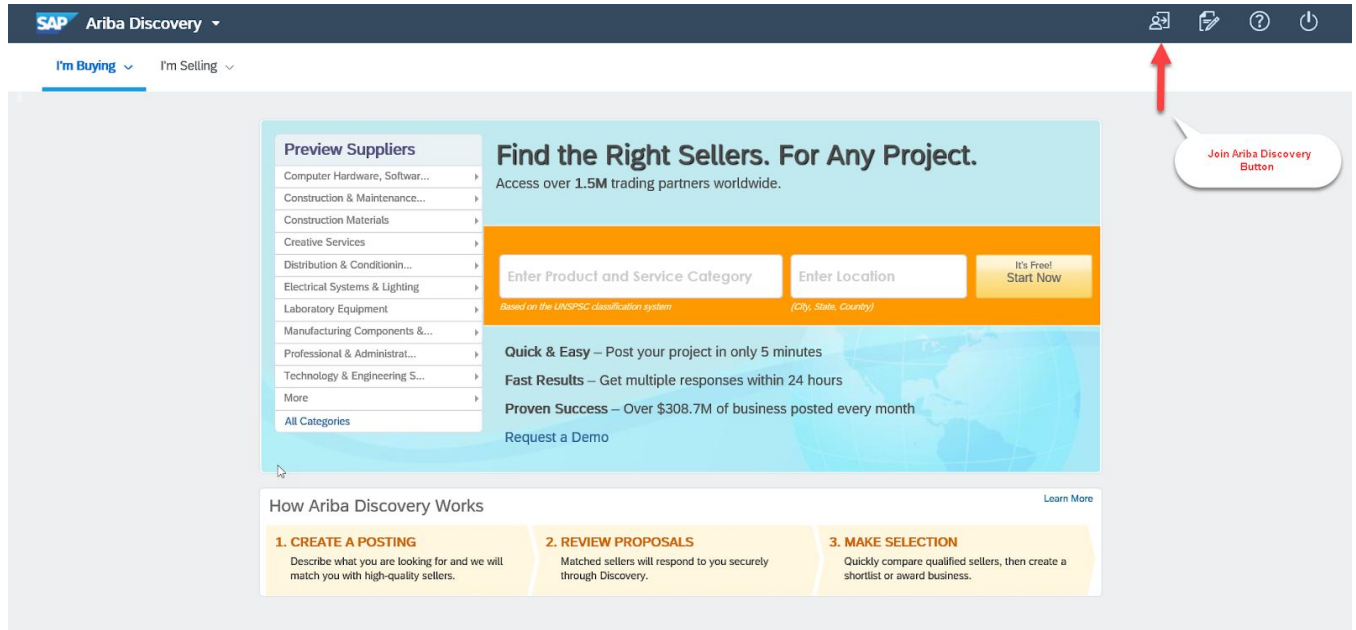 SAP Ariba Discovery
I'm Buying I'm Selling
Join Ariba Discovery
Button
Preview Suppliers
Computer Hardware, Softwar...
Construction & Maintenance...
Construction Materials
Creative Services
Distribution & Conditionin...
Electrical Systems & Lighting
Laboratory Equipment
Manufacturing Components &...
Professional & Administrat...
Technology & Engineering S...
More
All Categories
Find the Right Sellers. For Any Project.
Access over 1.5M trading partners worldwide.
Enter Product and Service Category
Enter Location
It's Free!
Start Now
Based on the UNSPSC classification system
(City, State, Country)
Quick & Easy – Post your project in only 5 minutes
Fast Results – Get multiple responses within 24 hours
Proven Success – Over $308.7M of business posted every month
Request a Demo
How Ariba Discovery Works
Learn More
1. CREATE A POSTING
Describe what you are looking for and we will
match you with high-quality sellers.
2. REVIEW PROPOSALS
Matched sellers will respond to you securely
through Discovery.
3. MAKE SELECTION
Quickly compare qualified sellers, then create a
shortlist or award business.